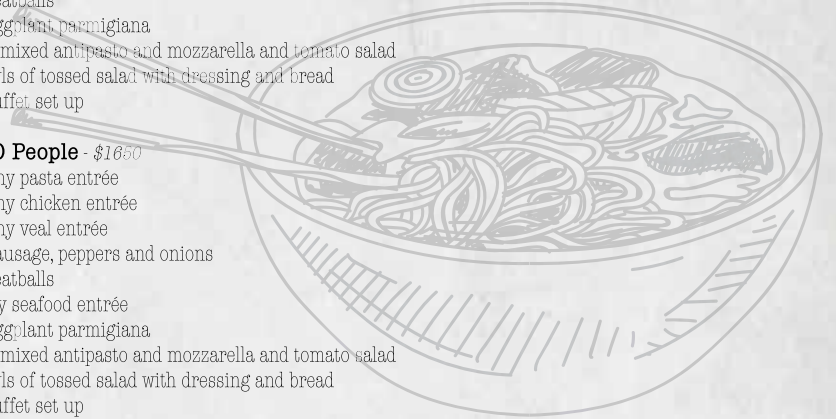 eatballs
ggplant parmigiana
mixed antipasto and mozzarella and tomato salad
ls of tossed salad with dressing and bread
uffet set up
0 People - $1650
ny pasta entrée
ny chicken entrée
ny veal entrée
ausage, peppers and onions
eatballs
y seafood entrée
ggplant parmigiana
mixed antipasto and mozzarella and tomato salad
ls of tossed salad with dressing and bread
uffet set up